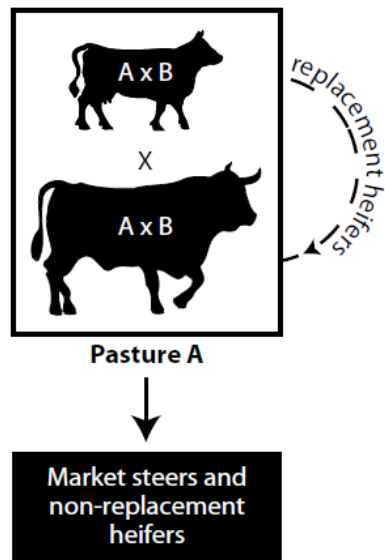 A x B
X
A x B
replacement heifers
Pasture A
Market steers and
non-replacement
heifers